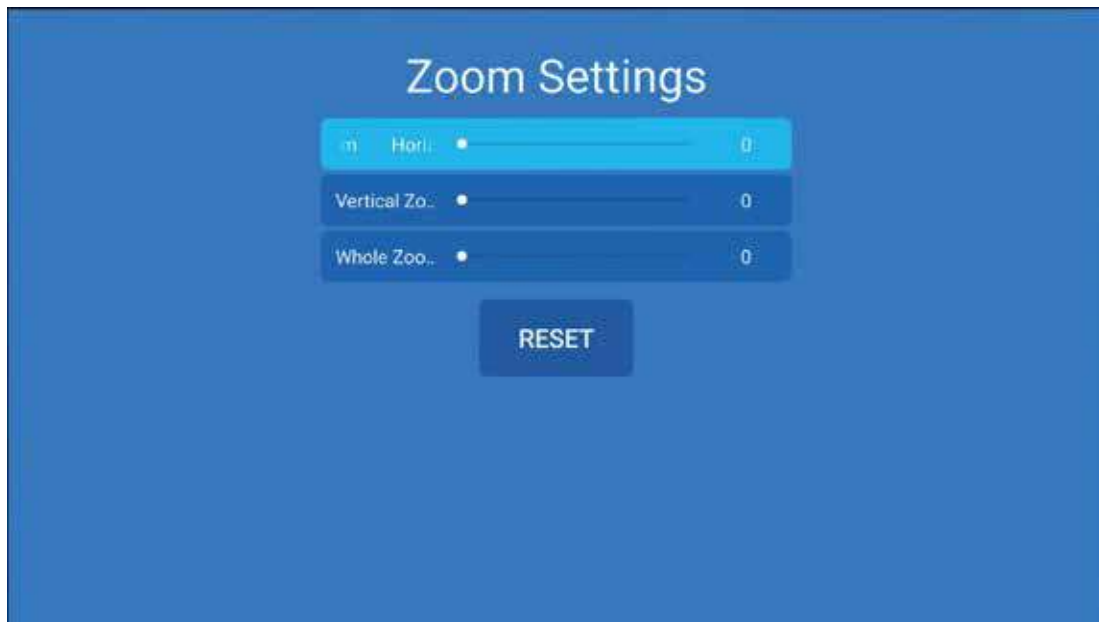 Zoom Settings
m Hori.. 0
Vertical Zo.. 0
Whole Zoo.. 0
RESET